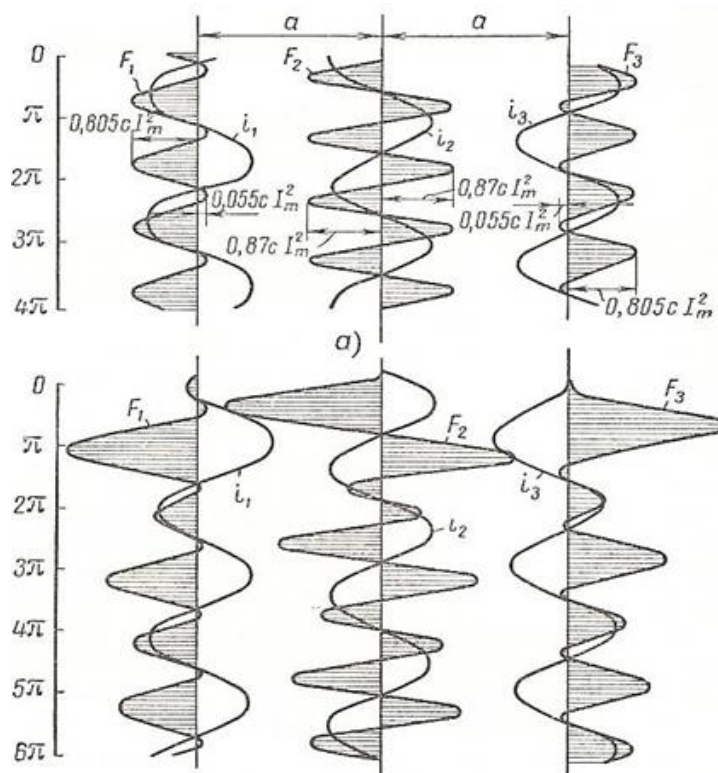 a a
0
F₁ F₂ F₃
π
0,805c I²ₘ i₁ i₂ i₃
2π
0,87c I²ₘ
0,055c I²ₘ 0,055c I²ₘ
3π
0,87c I²ₘ
0,805c I²ₘ
4π
а)
0
F₁ F₂ F₃
π
i₁ i₂ i₃
2π
3π
4π
5π
6π